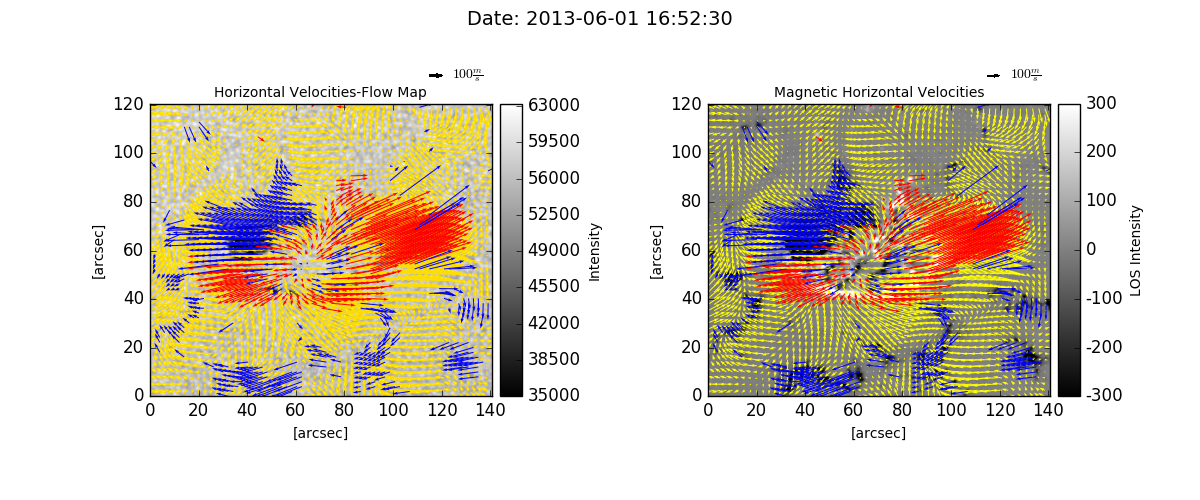 Date: 2013-06-01 16:52:30
100 m/s
Horizontal Velocities-Flow Map
120
100
80
60
40
20
0
[arcsec]
0 20 40 60 80 100 120 140
[arcsec]
63000
59500
56000
52500
49000
45500
42000
38500
35000
Intensity
100 m/s
Magnetic Horizontal Velocities
120
100
80
60
40
20
0
[arcsec]
0 20 40 60 80 100 120 140
[arcsec]
300
200
100
0
-100
-200
-300
LOS Intensity